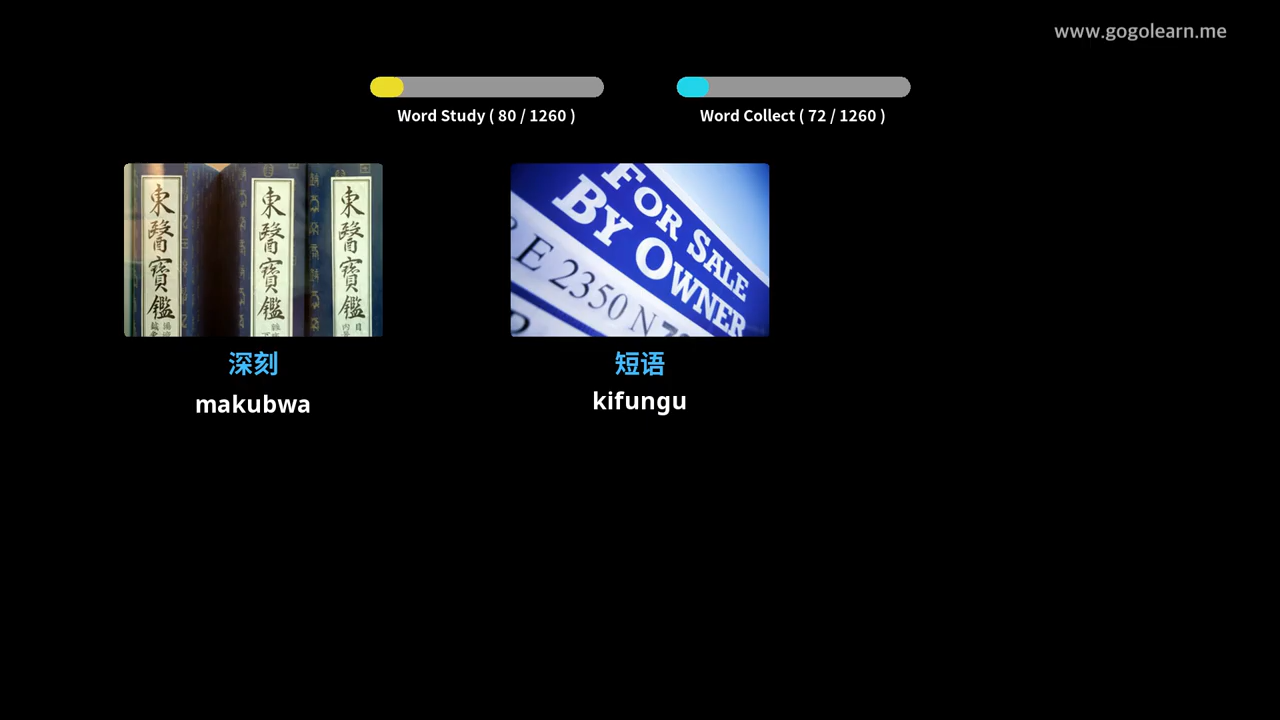 www.gogolearn.me
Word Study ( 80 / 1260 )
Word Collect ( 72 / 1260 )
東醫寶鑑
東醫寶鑑
東醫寶鑑
FOR SALE
BY OWNER
E 2350 N
深刻
短语
makubwa
kifungu